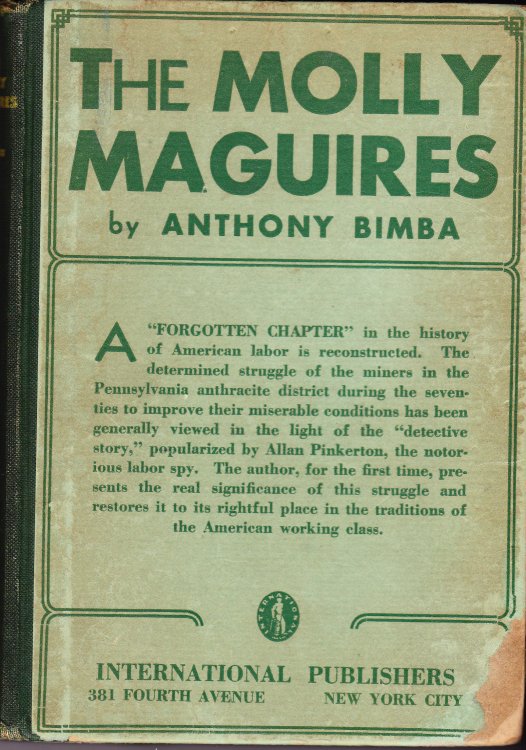 THE MOLLY
MAGUIRES
by ANTHONY BIMBA
A "FORGOTTEN CHAPTER" in the history
of American labor is reconstructed. The
determined struggle of the miners in the
Pennsylvania anthracite district during the seven-
ties to improve their miserable conditions has been
generally viewed in the light of the "detective
story," popularized by Allan Pinkerton, the notor-
ious labor spy. The author, for the first time, pre-
sents the real significance of this struggle and
restores it to its rightful place in the traditions of
the American working class.
INTERNATIONAL
INTERNATIONAL PUBLISHERS
381 FOURTH AVENUE NEW YORK CITY